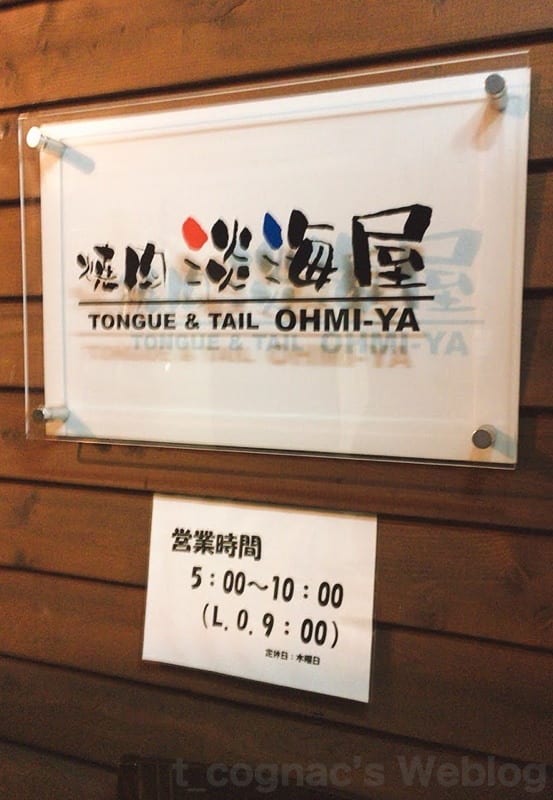 焼肉 淡海屋
TONGUE & TAIL OHMI-YA
営業時間
5:00〜10:00
(L.O.9:00)
定休日:水曜日
t_cognac's Weblog